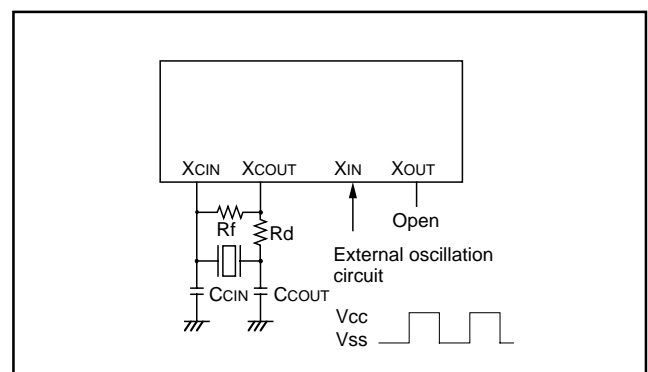 XCIN XCOUT XIN XOUT
Rf
Rd
Open
External oscillation
circuit
CCIN CCOUT
Vcc
Vss